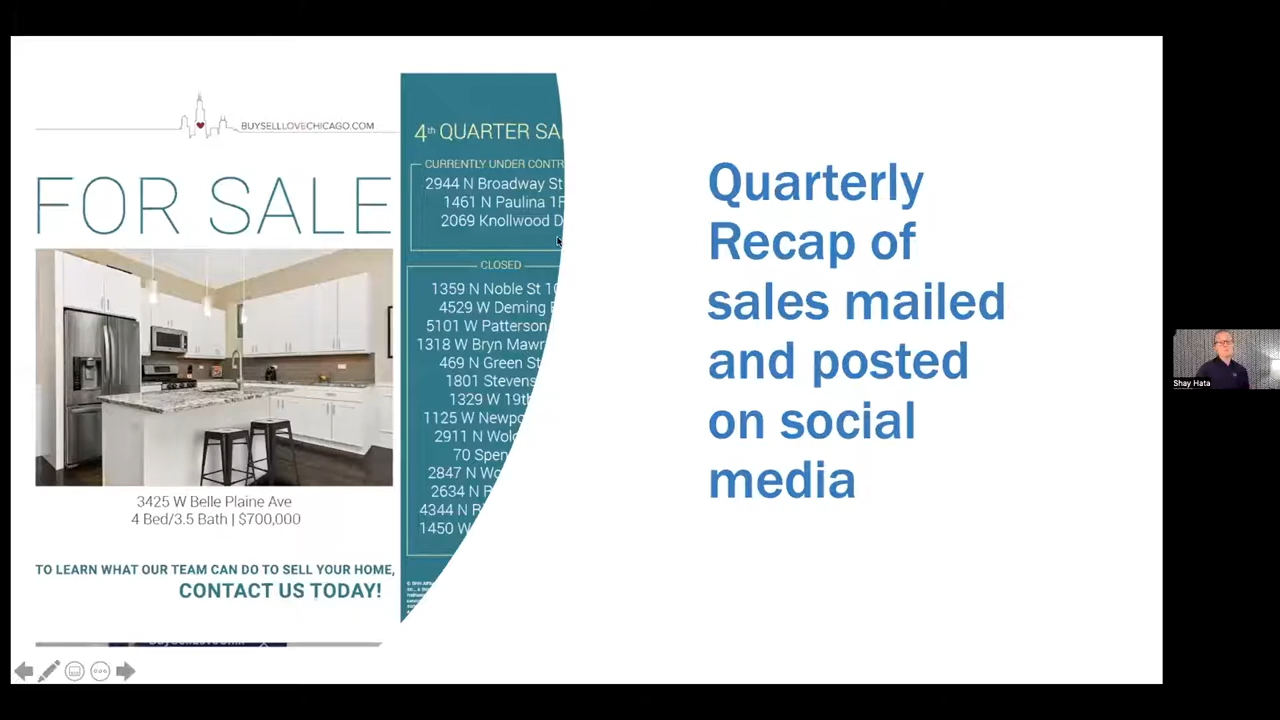 BUYSELLLOVECHICAGO.COM
FOR SALE
3425 W Belle Plaine Ave
4 Bed/3.5 Bath | $700,000
TO LEARN WHAT OUR TEAM CAN DO TO SELL YOUR HOME,
CONTACT US TODAY!
4th QUARTER SA
CURRENTLY UNDER CONTR
2944 N Broadway St
1461 N Paulina 1F
2069 Knollwood D
CLOSED
1359 N Noble St 10
4529 W Deming
5101 W Patterson
1318 W Bryn Mawr
469 N Green St
1801 Stevens
1329 W 19th
1125 W Newpo
2911 N Wolc
70 Spen
2847 N Wo
2634 N
4344 N
1450 W
Quarterly
Recap of
sales mailed
and posted
on social
media
Shay Hata